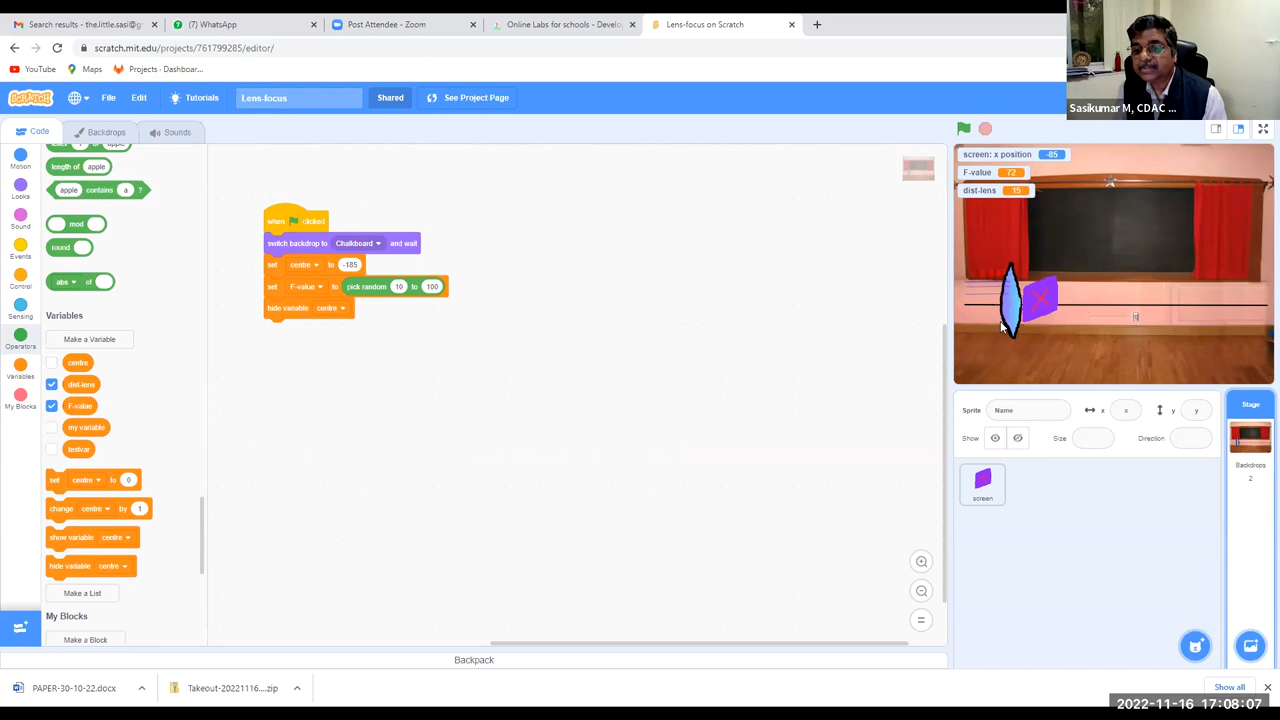 Search results - the.little.sasi@g
(7) WhatsApp
Post Attendee - Zoom
Online Labs for schools - Develo
Lens-focus on Scratch
scratch.mit.edu/projects/761799285/editor/
YouTube
Maps
Projects · Dashboar...
Sasikumar M, CDAC ...
SCRATCH
File
Edit
Tutorials
Lens-focus
Shared
See Project Page
Code
Backdrops
Sounds
Motion
Looks
Sound
Events
Control
Sensing
Operators
Variables
My Blocks
length of apple
apple contains a ?
mod
round
abs of
Variables
Make a Variable
centre
dist-lens
F-value
my variable
testvar
set centre to 0
change centre by 1
show variable centre
hide variable centre
Make a List
My Blocks
Make a Block
when clicked
switch backdrop to Chalkboard and wait
set centre to -185
set F-value to pick random 10 to 100
hide variable centre
screen: x position -85
F-value 72
dist-lens 15
Sprite Name
x x
y y
Show
Size
Direction
screen
Stage
Backdrops
2
Backpack
PAPER-30-10-22.docx
Takeout-20221116....zip
Show all
2022-11-16 17:08:07